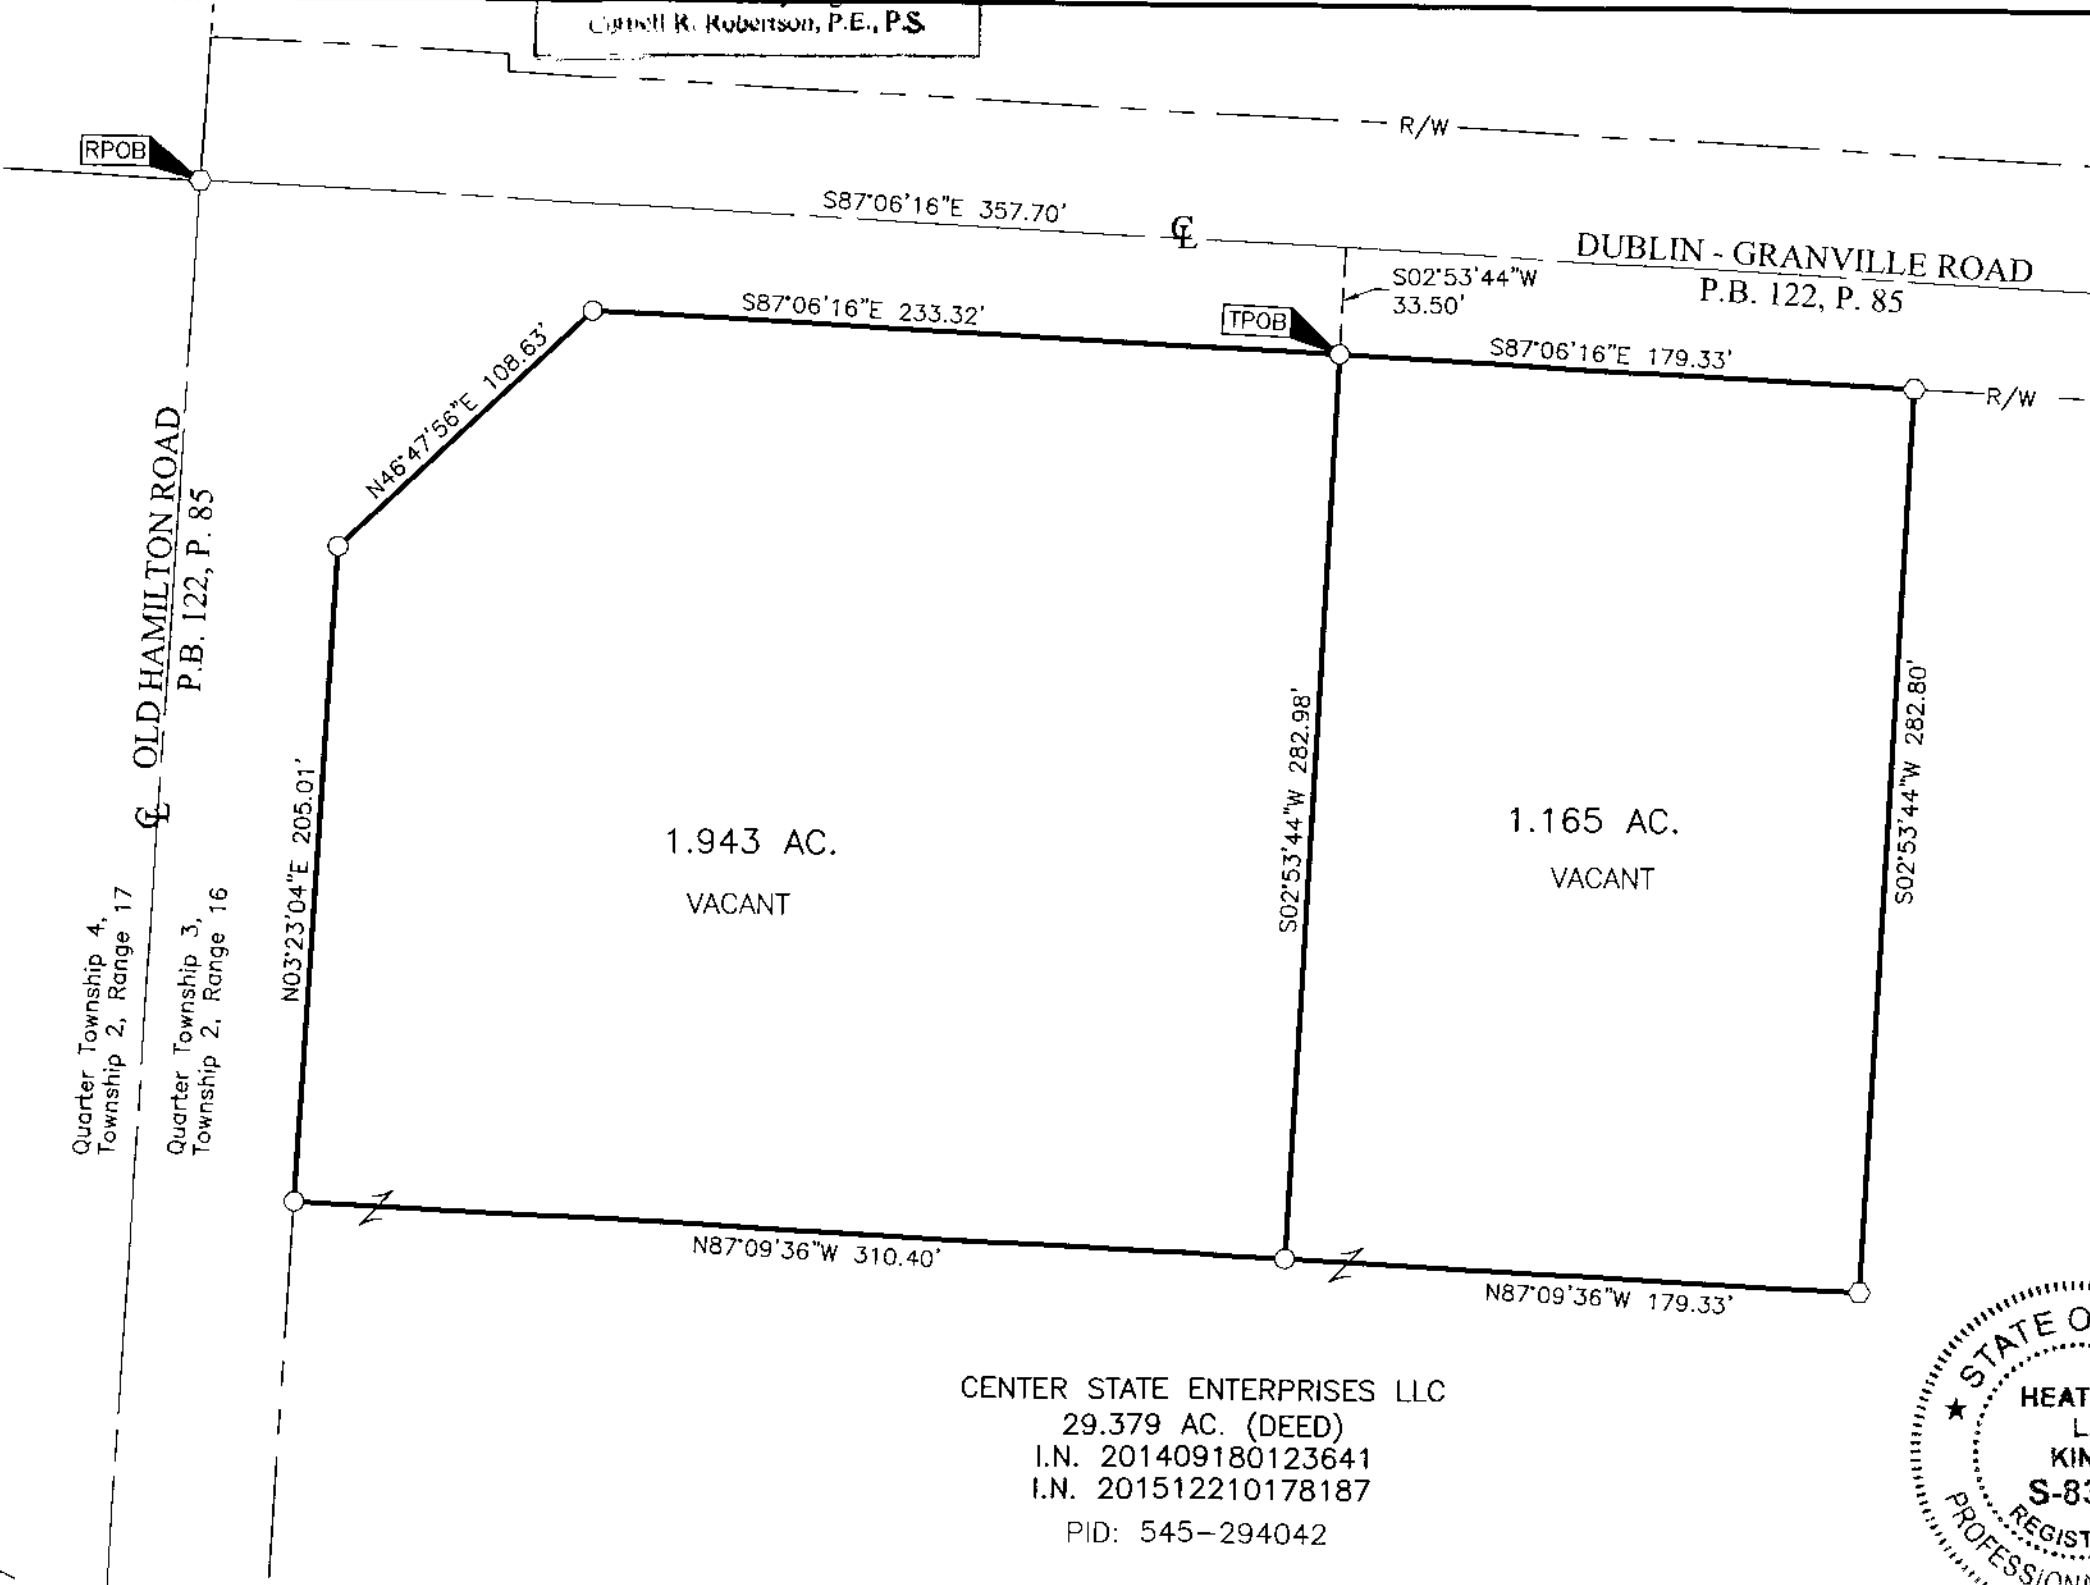 Cornell R. Robertson, P.E., P.S.
R/W
RPOB
S87°06'16"E 357.70'
℄
DUBLIN - GRANVILLE ROAD
P.B. 122, P. 85
S02°53'44"W
33.50'
S87°06'16"E 233.32'
TPOB
S87°06'16"E 179.33'
R/W
N46°47'56"E 108.63'
℄ OLD HAMILTON ROAD
P.B. 122, P. 85
N03°23'04"E 205.01'
S02°53'44"W 282.98'
S02°53'44"W 282.80'
1.943 AC.
VACANT
1.165 AC.
VACANT
Quarter Township 4,
Township 2, Range 17
Quarter Township 3,
Township 2, Range 16
N87°09'36"W 310.40'
N87°09'36"W 179.33'
CENTER STATE ENTERPRISES LLC
29.379 AC. (DEED)
I.N. 201409180123641
I.N. 201512210178187
PID: 545-294042
★ STATE O
HEAT
L
KIN
S-83
REGIST
PROFESSION